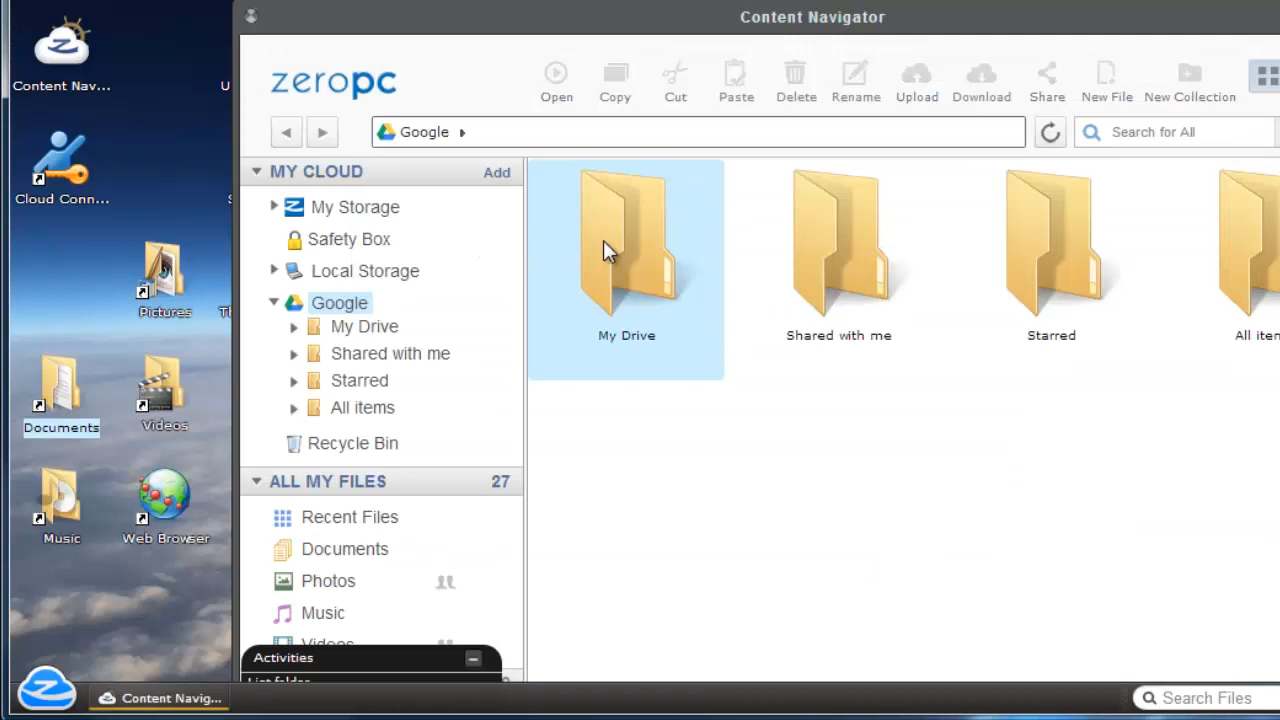 Content Navigator
Content Nav...
U
Cloud Conn...
Pictures
Documents
Videos
Music
Web Browser
zeropc
Open
Copy
Cut
Paste
Delete
Rename
Upload
Download
Share
New File
New Collection
Google
Search for All
MY CLOUD
Add
My Storage
Safety Box
Local Storage
Google
My Drive
Shared with me
Starred
All items
Recycle Bin
ALL MY FILES
27
Recent Files
Documents
Photos
Music
Videos
Activities
List folder
My Drive
Shared with me
Starred
All iten
Content Navig...
Search Files